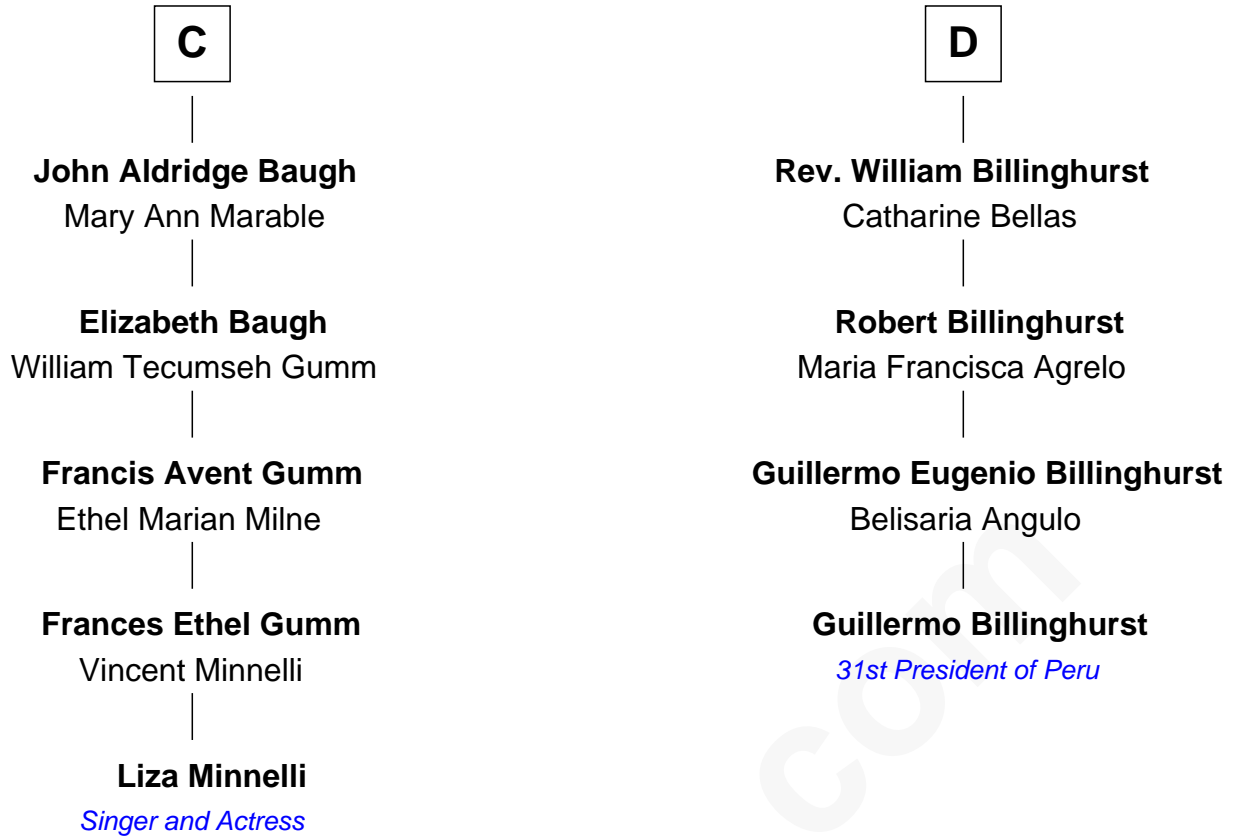 C
John Aldridge Baugh
Mary Ann Marable
Elizabeth Baugh
William Tecumseh Gumm
Francis Avent Gumm
Ethel Marian Milne
Frances Ethel Gumm
Vincent Minnelli
Liza Minnelli
Singer and Actress
D
Rev. William Billinghurst
Catharine Bellas
Robert Billinghurst
Maria Francisca Agrelo
Guillermo Eugenio Billinghurst
Belisaria Angulo
Guillermo Billinghurst
31st President of Peru
com